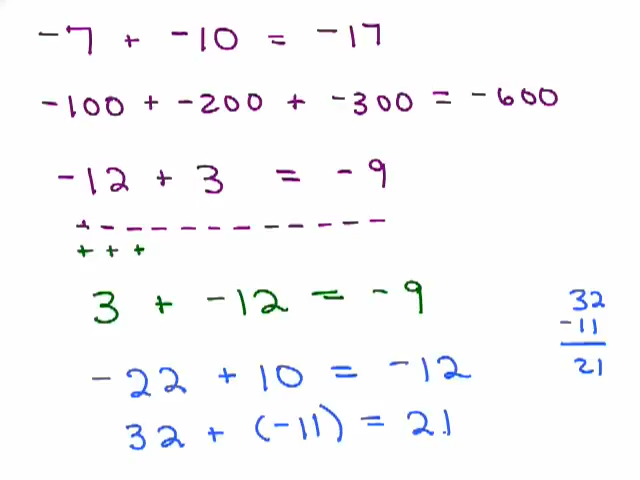 -7 + -10 = -17
-100 + -200 + -300 = -600
-12 + 3 = -9
+ - - - - - - - - - - -
+ + +
3 + -12 = -9
32
-11
21
-22 + 10 = -12
32 + (-11) = 21